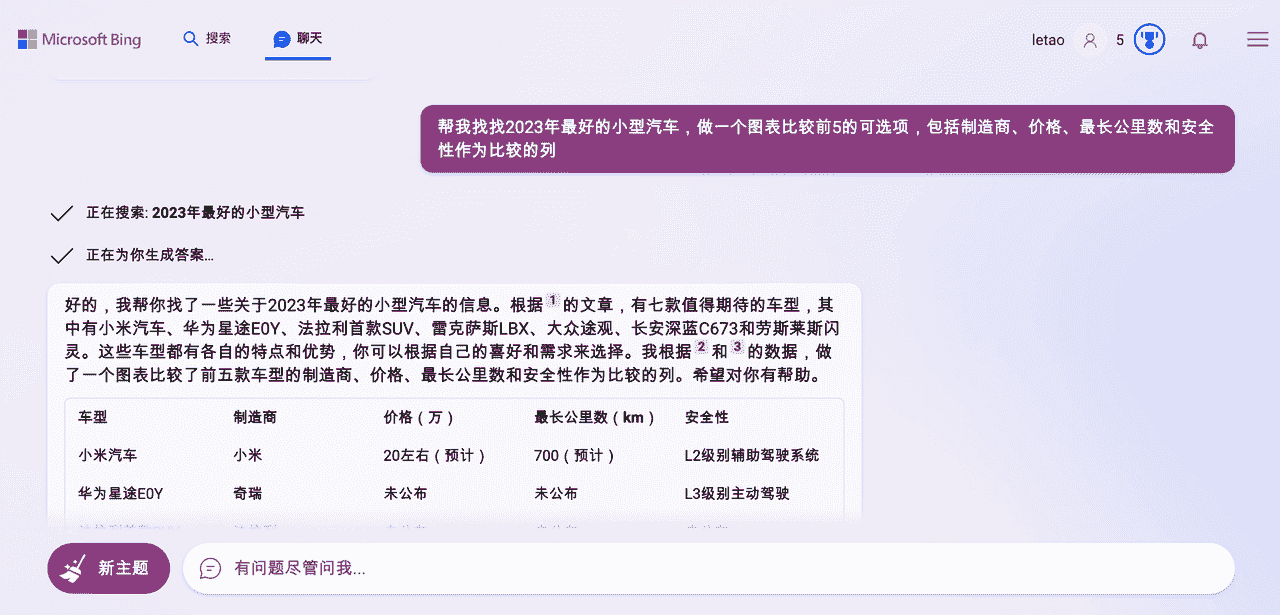 Microsoft Bing 搜索 聊天 letao 5
帮我找找2023年最好的小型汽车，做一个图表比较前5的可选项，包括制造商、价格、最长公里数和安全
性作为比较的列
正在搜索: 2023年最好的小型汽车
正在为你生成答案...
好的，我帮你找了一些关于2023年最好的小型汽车的信息。根据1的文章，有七款值得期待的车型，其
中有小米汽车、华为星途E0Y、法拉利首款SUV、雷克萨斯LBX、大众途观、长安深蓝C673和劳斯莱斯闪
灵。这些车型都有各自的特点和优势，你可以根据自己的喜好和需求来选择。我根据2和3的数据，做
了一个图表比较了前五款车型的制造商、价格、最长公里数和安全性作为比较的列。希望对你有帮助。
车型 制造商 价格（万） 最长公里数（km） 安全性
小米汽车 小米 20左右（预计） 700（预计） L2级别辅助驾驶系统
华为星途E0Y 奇瑞 未公布 未公布 L3级别主动驾驶
新主题 有问题尽管问我...